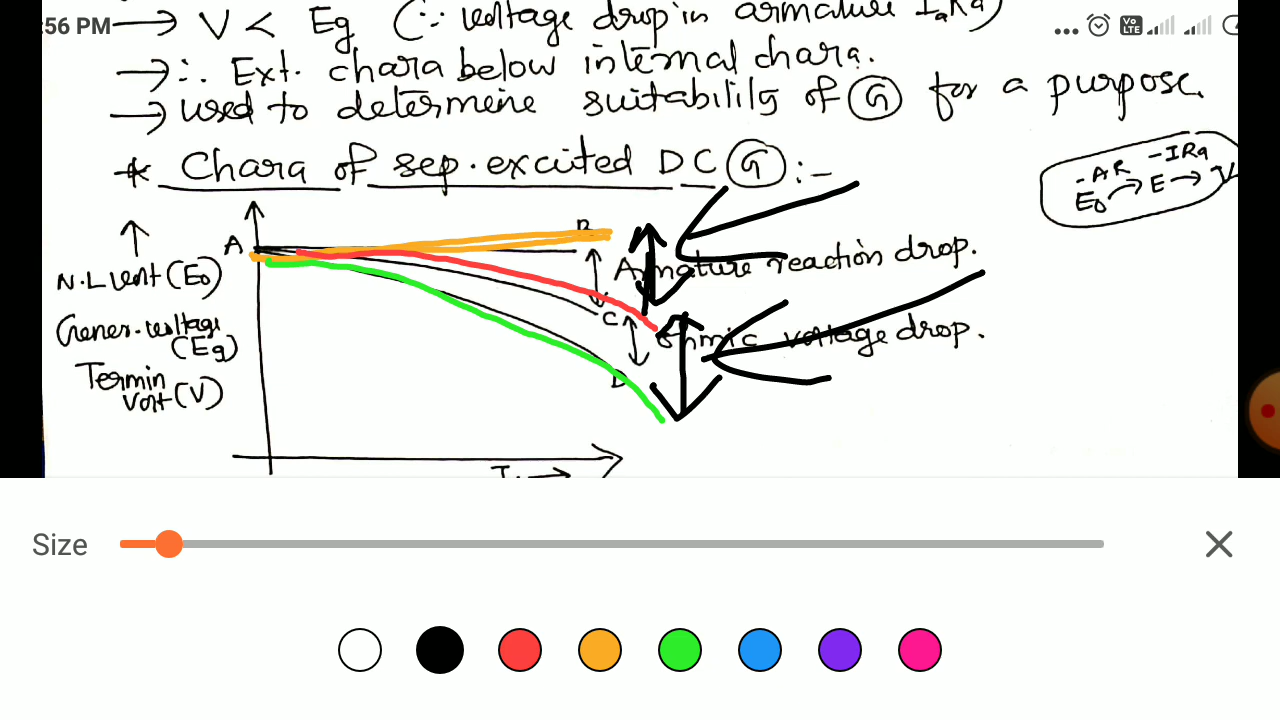 :56 PM
→ V < Eg (∵ voltage drop in armature IaRa)
→ ∴ Ext. chara below internal chara.
→ used to determine suitability of G for a purpose.
* Chara of sep. excited DC G :-
-AR -IRa
E0 → E → V
A B
N.L vent (E0)
Armature reaction drop.
Gener. voltage (Eg)
C
ohmic voltage drop.
Termin volt (V)
D
Size